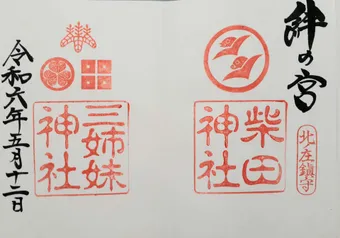 絆の宮
北庄鎮守
柴田
神社
三姉妹
神社
令和六年五月十二日